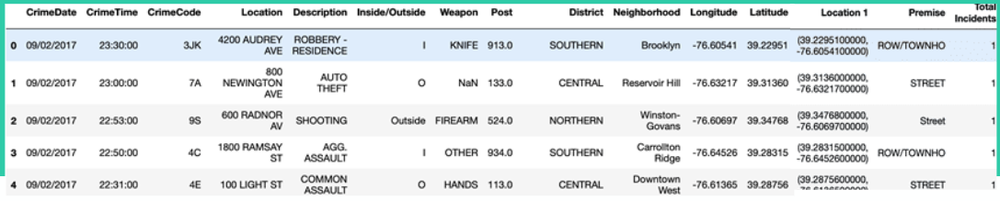 CrimeDate CrimeTime CrimeCode Location Description Inside/Outside Weapon Post District Neighborhood Longitude Latitude Location 1 Premise Total Incidents
0 09/02/2017 23:30:00 3JK 4200 AUDREY AVE ROBBERY - RESIDENCE I KNIFE 913.0 SOUTHERN Brooklyn -76.60541 39.22951 (39.2295100000, -76.6054100000) ROW/TOWNHO 1
1 09/02/2017 23:00:00 7A 800 NEWINGTON AVE AUTO THEFT O NaN 133.0 CENTRAL Reservoir Hill -76.63217 39.31360 (39.3136000000, -76.6321700000) STREET 1
2 09/02/2017 22:53:00 9S 600 RADNOR AV SHOOTING Outside FIREARM 524.0 NORTHERN Winston-Govans -76.60697 39.34768 (39.3476800000, -76.6069700000) Street 1
3 09/02/2017 22:50:00 4C 1800 RAMSAY ST AGG. ASSAULT I OTHER 934.0 SOUTHERN Carrollton Ridge -76.64526 39.28315 (39.2831500000, -76.6452600000) ROW/TOWNHO 1
4 09/02/2017 22:31:00 4E 100 LIGHT ST COMMON ASSAULT O HANDS 113.0 CENTRAL Downtown West -76.61365 39.28756 (39.2875600000, STREET 1